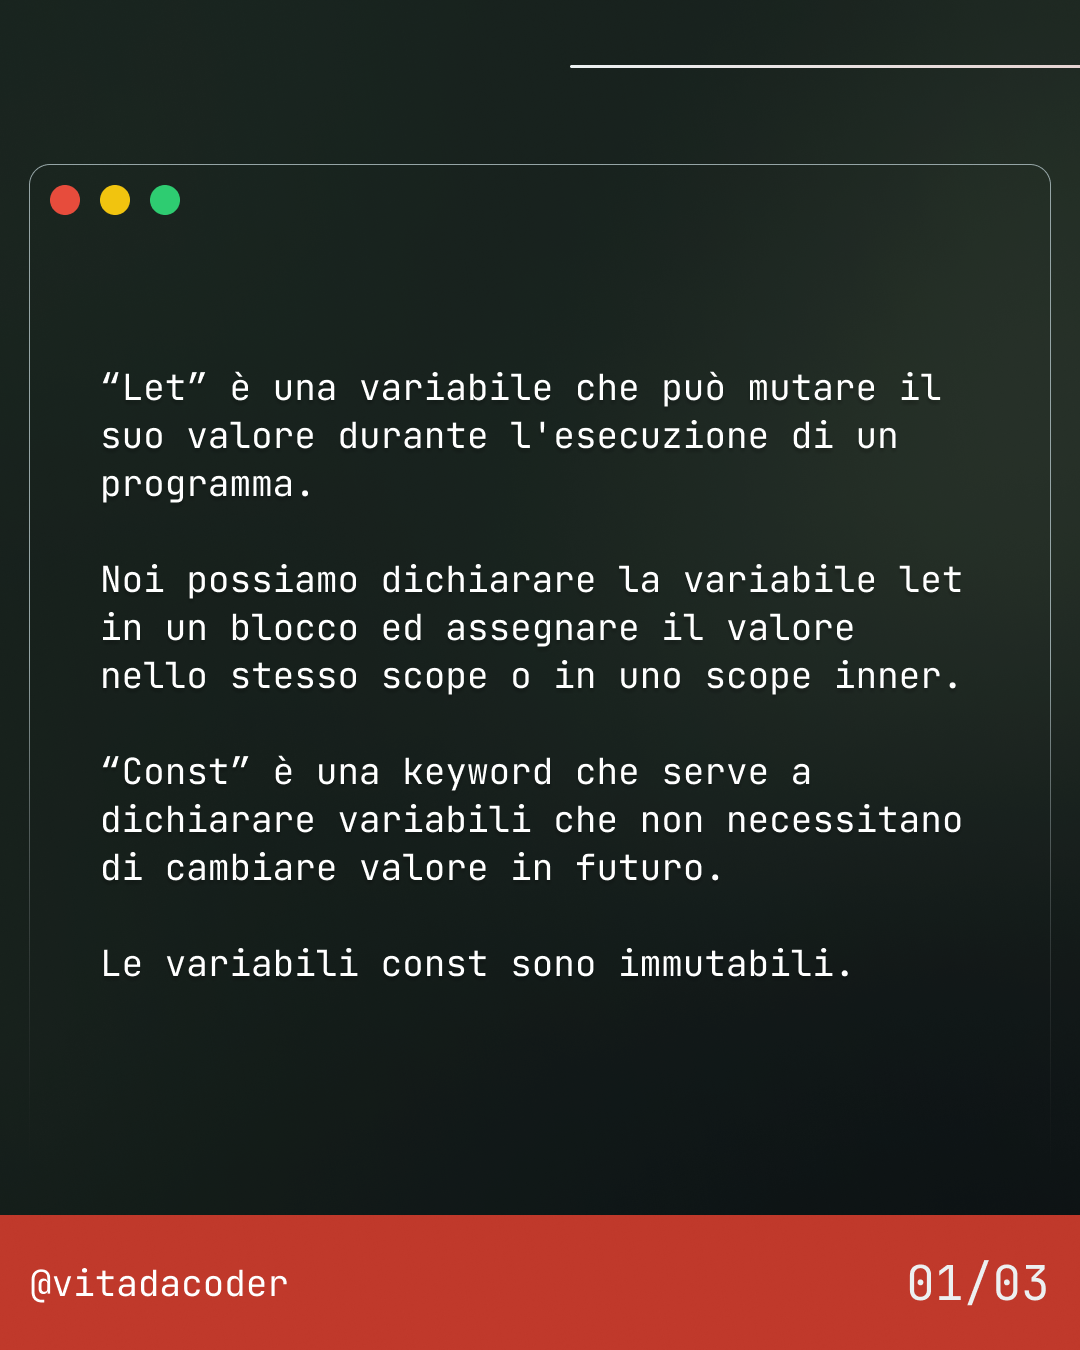 “Let” è una variabile che può mutare il
suo valore durante l'esecuzione di un
programma.
Noi possiamo dichiarare la variabile let
in un blocco ed assegnare il valore
nello stesso scope o in uno scope inner.
“Const” è una keyword che serve a
dichiarare variabili che non necessitano
di cambiare valore in futuro.
Le variabili const sono immutabili.
@vitadacoder
01/03